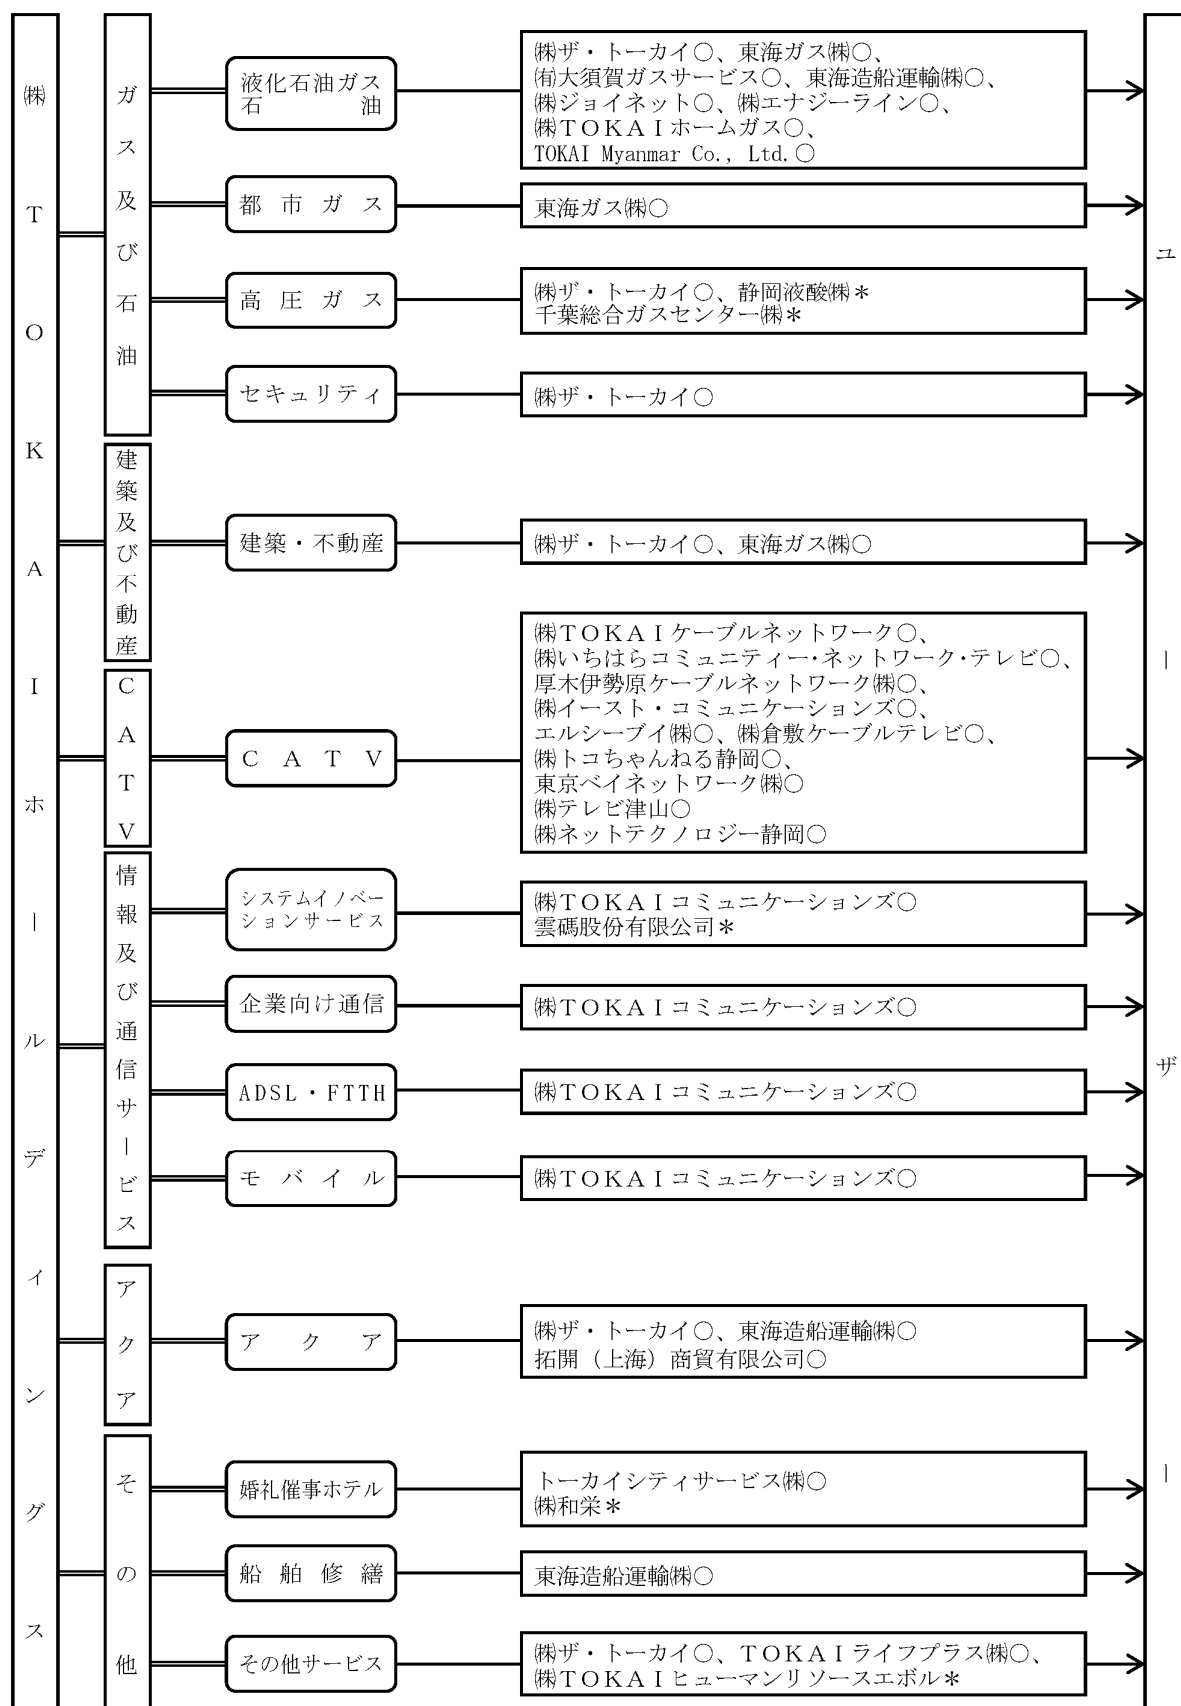 ㈱TOKAIホールディングス
ガス及び石油
液化石油ガス
石油
㈱ザ・トーカイ○、東海ガス㈱○、
㈲大須賀ガスサービス○、東海造船運輸㈱○、
㈱ジョイネット○、㈱エナジーライン○、
㈱TOKAIホームガス○、
TOKAI Myanmar Co., Ltd.○
都市ガス
東海ガス㈱○
高圧ガス
㈱ザ・トーカイ○、静岡液酸㈱＊
千葉総合ガスセンター㈱＊
セキュリティ
㈱ザ・トーカイ○
建築及び不動産
建築・不動産
㈱ザ・トーカイ○、東海ガス㈱○
CATV
CATV
㈱TOKAIケーブルネットワーク○、
㈱いちはらコミュニティー・ネットワーク・テレビ○、
厚木伊勢原ケーブルネットワーク㈱○、
㈱イースト・コミュニケーションズ○、
エルシーブイ㈱○、㈱倉敷ケーブルテレビ○、
㈱トコちゃんねる静岡○、
東京ベイネットワーク㈱○
㈱テレビ津山○
㈱ネットテクノロジー静岡○
情報及び通信サービス
システムイノベー
ションサービス
㈱TOKAIコミュニケーションズ○
雲碼股份有限公司＊
企業向け通信
㈱TOKAIコミュニケーションズ○
ADSL・FTTH
㈱TOKAIコミュニケーションズ○
モバイル
㈱TOKAIコミュニケーションズ○
アクア
アクア
㈱ザ・トーカイ○、東海造船運輸㈱○
拓開（上海）商貿有限公司○
その他
婚礼催事ホテル
トーカイシティサービス㈱○
㈱和栄＊
船舶修繕
東海造船運輸㈱○
その他サービス
㈱ザ・トーカイ○、TOKAIライフプラス㈱○、
㈱TOKAIヒューマンリソースエボル＊
ユーザー